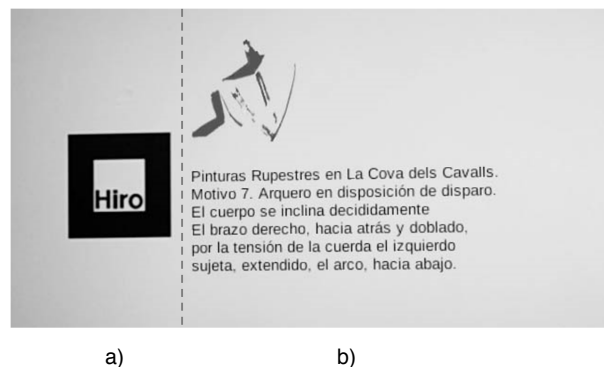 Hiro
Pinturas Rupestres en La Cova dels Cavalls.
Motivo 7. Arquero en disposición de disparo.
El cuerpo se inclina decididamente
El brazo derecho, hacia atrás y doblado,
por la tensión de la cuerda el izquierdo
sujeta, extendido, el arco, hacia abajo.
a)
b)